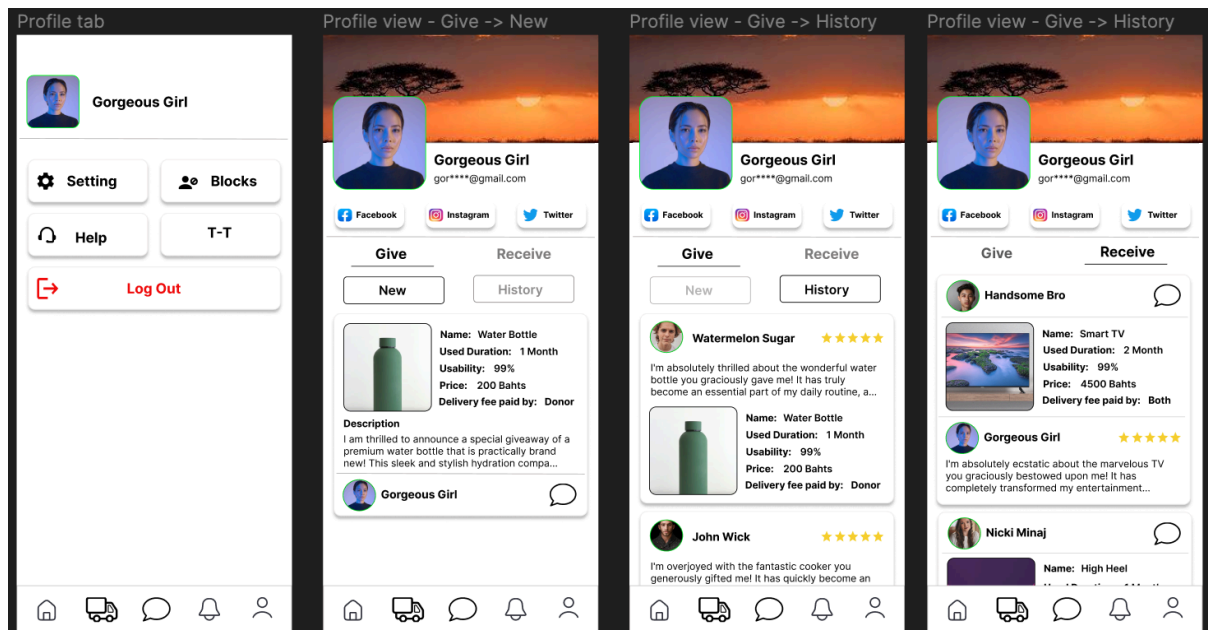 Profile tab
Gorgeous Girl
Setting
Blocks
Help
T-T
Log Out
Profile view - Give -> New
Gorgeous Girl
gor****@gmail.com
Facebook
Instagram
Twitter
Give
Receive
New
History
Name: Water Bottle
Used Duration: 1 Month
Usability: 99%
Price: 200 Bahts
Delivery fee paid by: Donor
Description
I am thrilled to announce a special giveaway of a
premium water bottle that is practically brand
new! This sleek and stylish hydration compa...
Gorgeous Girl
Profile view - Give -> History
Gorgeous Girl
gor****@gmail.com
Facebook
Instagram
Twitter
Give
Receive
New
History
Watermelon Sugar
I'm absolutely thrilled about the wonderful water
bottle you graciously gave me! It has truly
become an essential part of my daily routine, a...
Name: Water Bottle
Used Duration: 1 Month
Usability: 99%
Price: 200 Bahts
Delivery fee paid by: Donor
John Wick
I'm overjoyed with the fantastic cooker you
generously gifted me! It has quickly become an
Profile view - Give -> History
Gorgeous Girl
gor****@gmail.com
Facebook
Instagram
Twitter
Give
Receive
Handsome Bro
Name: Smart TV
Used Duration: 2 Month
Usability: 99%
Price: 4500 Bahts
Delivery fee paid by: Both
Gorgeous Girl
I'm absolutely ecstatic about the marvelous TV
you graciously bestowed upon me! It has
completely transformed my entertainment...
Nicki Minaj
Name: High Heel